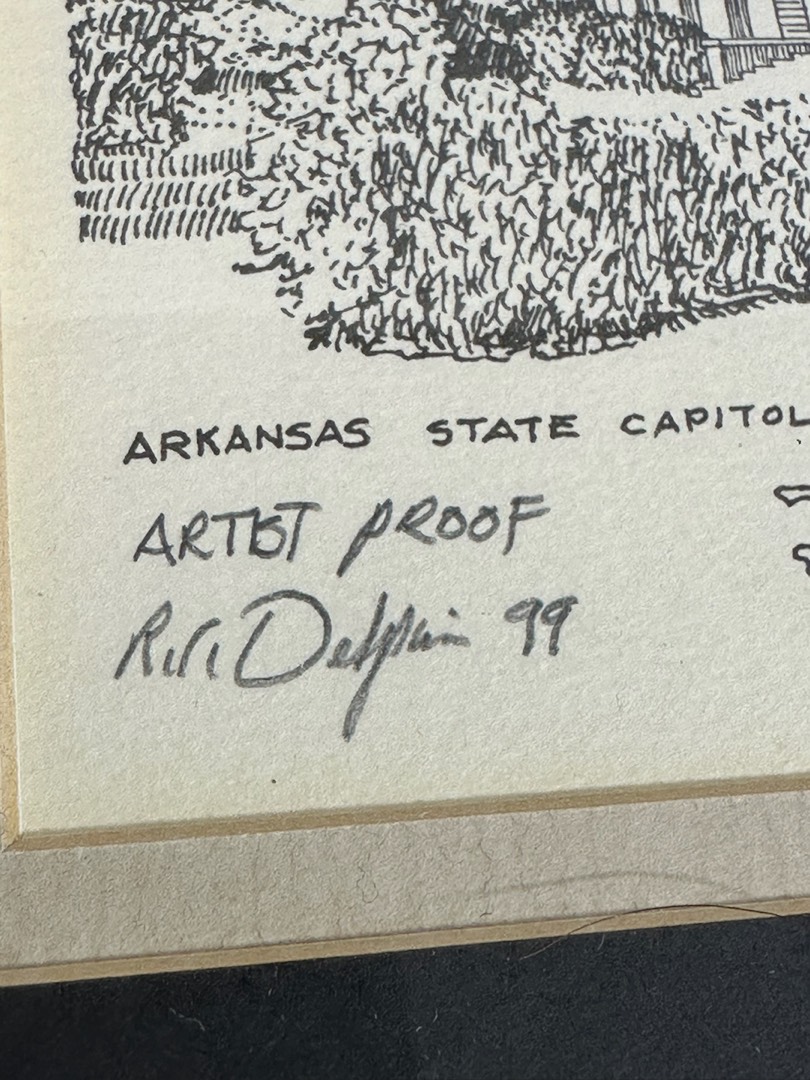 ARKANSAS STATE CAPITOL
ARTIST PROOF
99